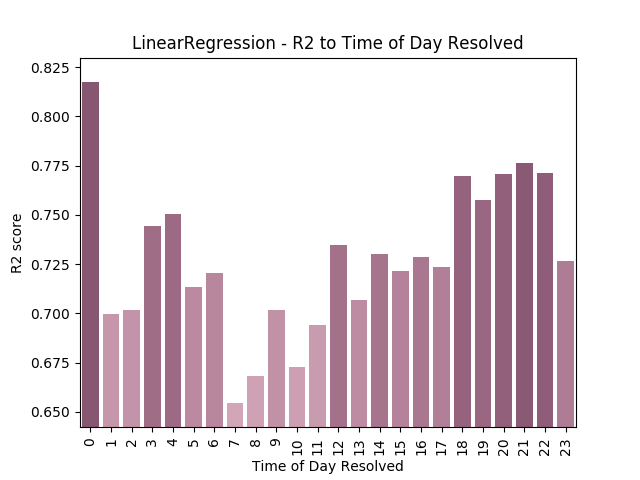 LinearRegression - R2 to Time of Day Resolved
0.825
0.800
0.775
0.750
0.725
0.700
0.675
0.650
R2 score
0 1 2 3 4 5 6 7 8 9 10 11 12 13 14 15 16 17 18 19 20 21 22 23
Time of Day Resolved